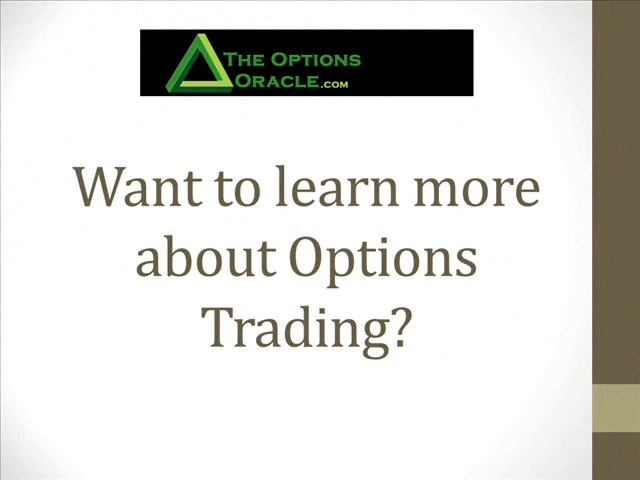 THE OPTIONS
ORACLE.COM
Want to learn more
about Options
Trading?